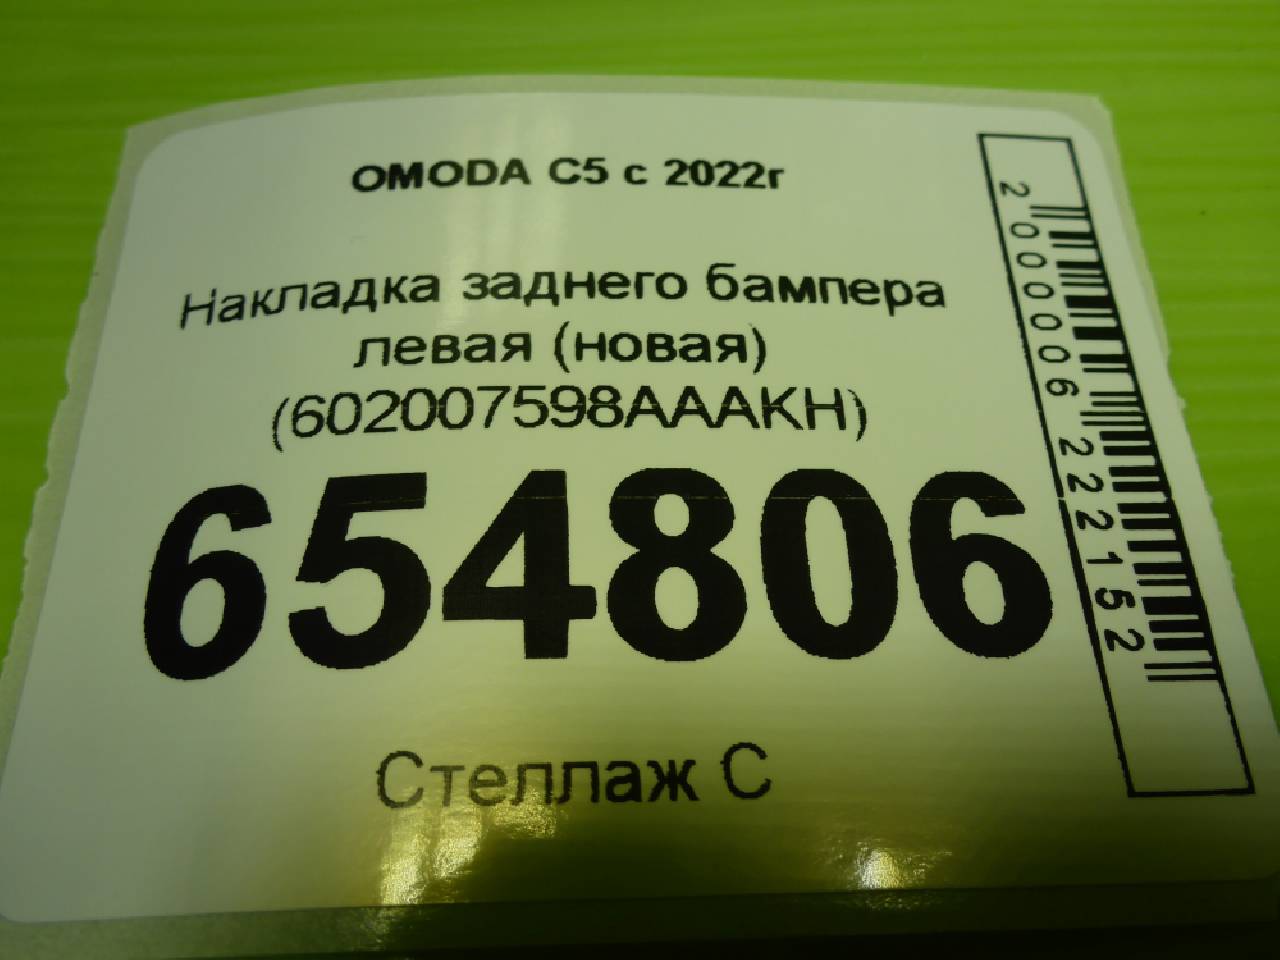 OMODA C5 с 2022г
Накладка заднего бампера
левая (новая)
(602007598AAAKH)
654806
Стеллаж С
2000006222152